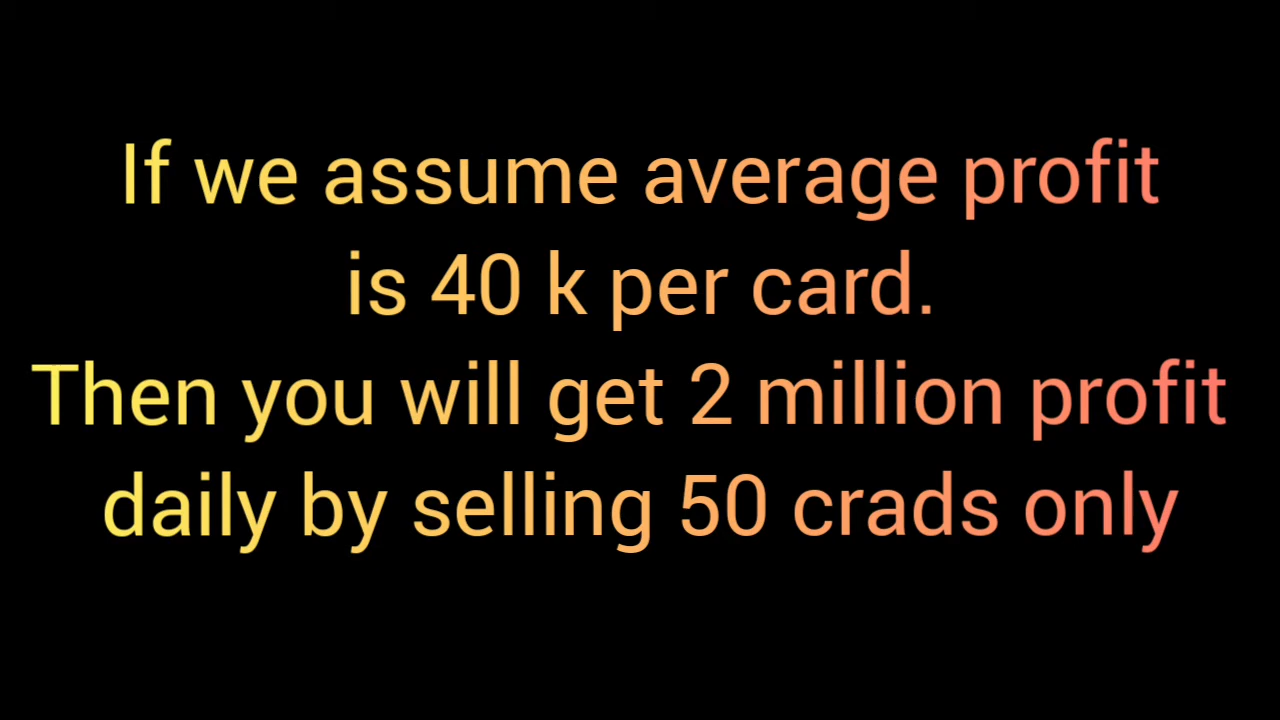 If we assume average profit
is 40 k per card.
Then you will get 2 million profit
daily by selling 50 crads only